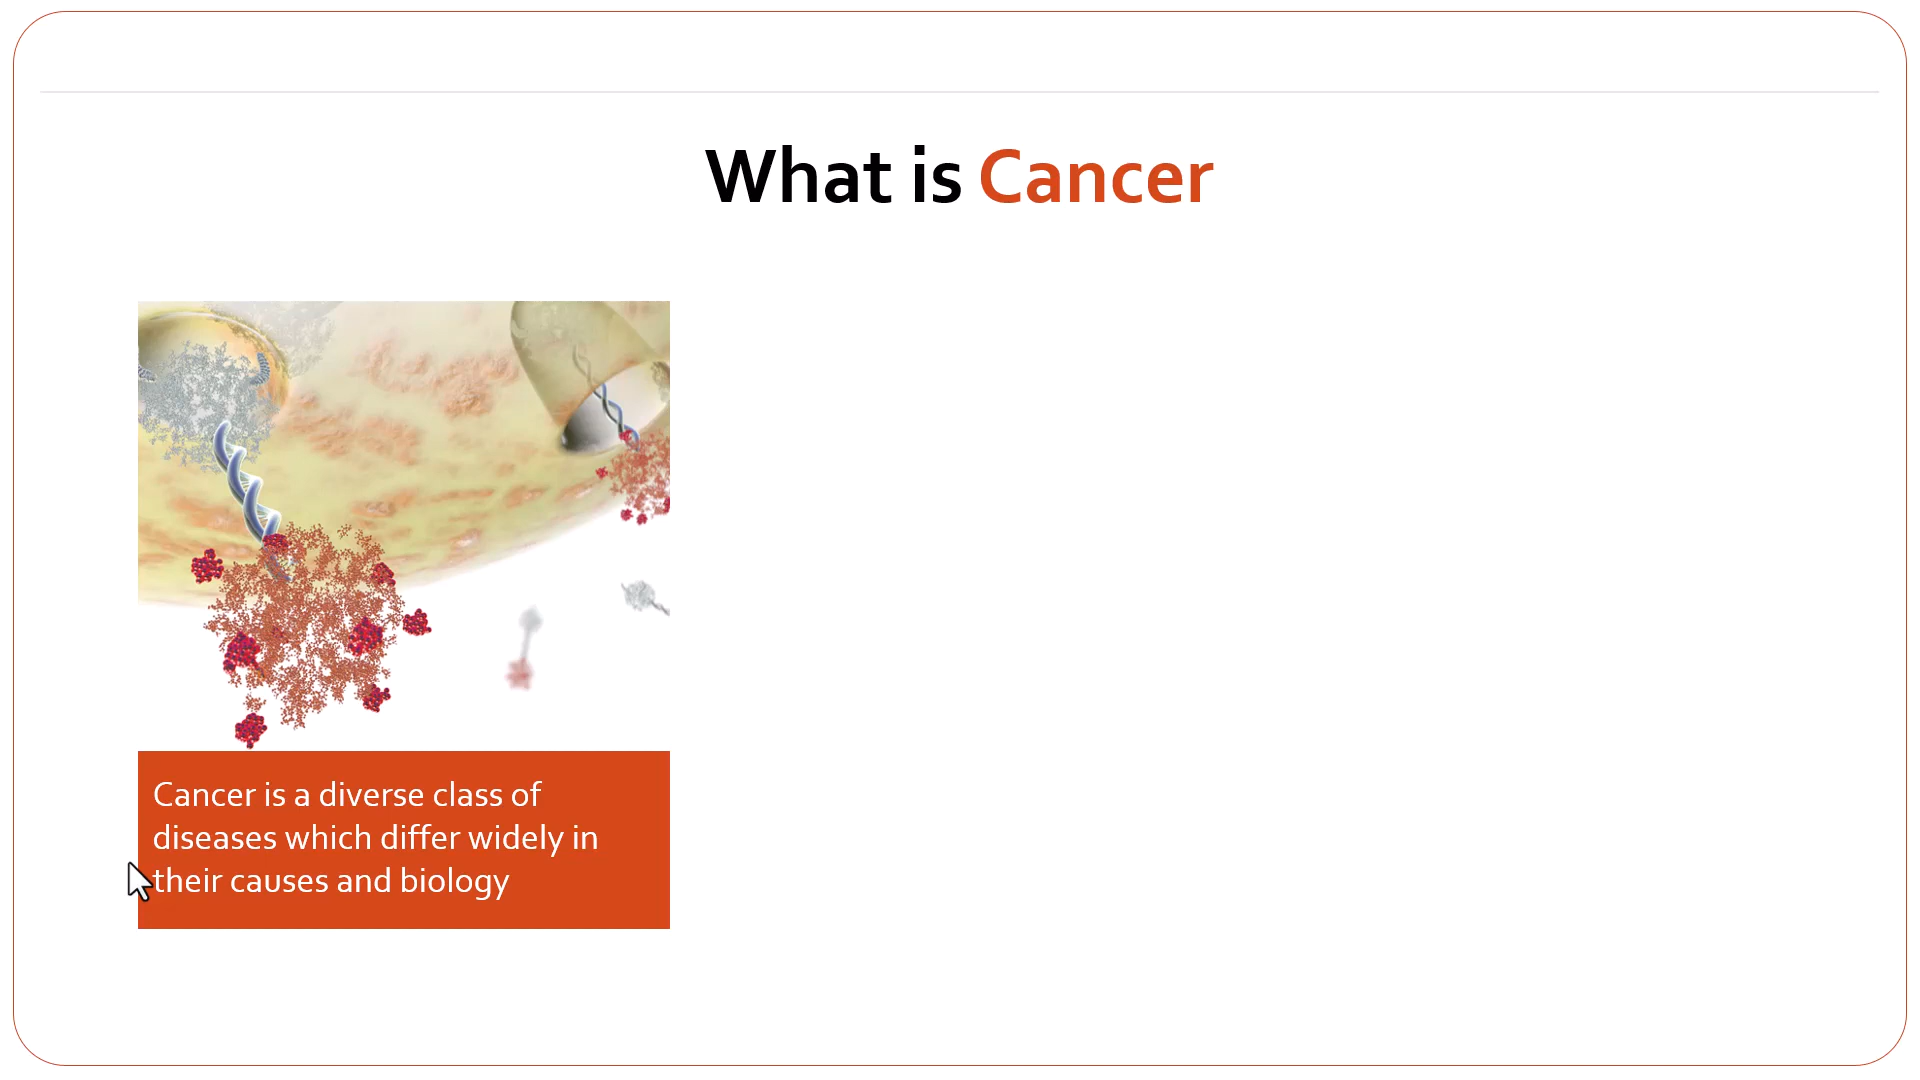 What is Cancer
Cancer is a diverse class of
diseases which differ widely in
their causes and biology